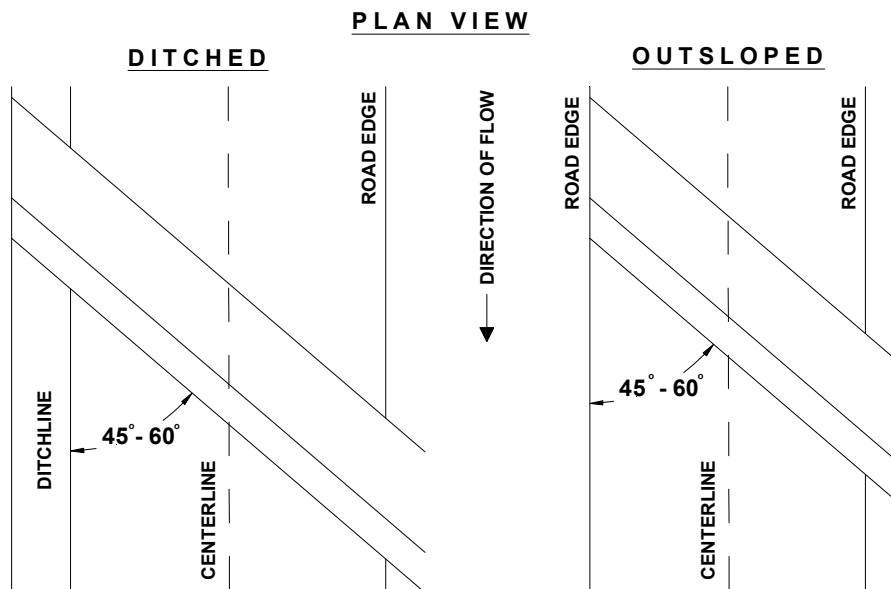 PLAN VIEW
DITCHED
OUTSLOPED
ROAD EDGE
DIRECTION OF FLOW
ROAD EDGE
ROAD EDGE
45°- 60°
45°- 60°
DITCHLINE
CENTERLINE
CENTERLINE